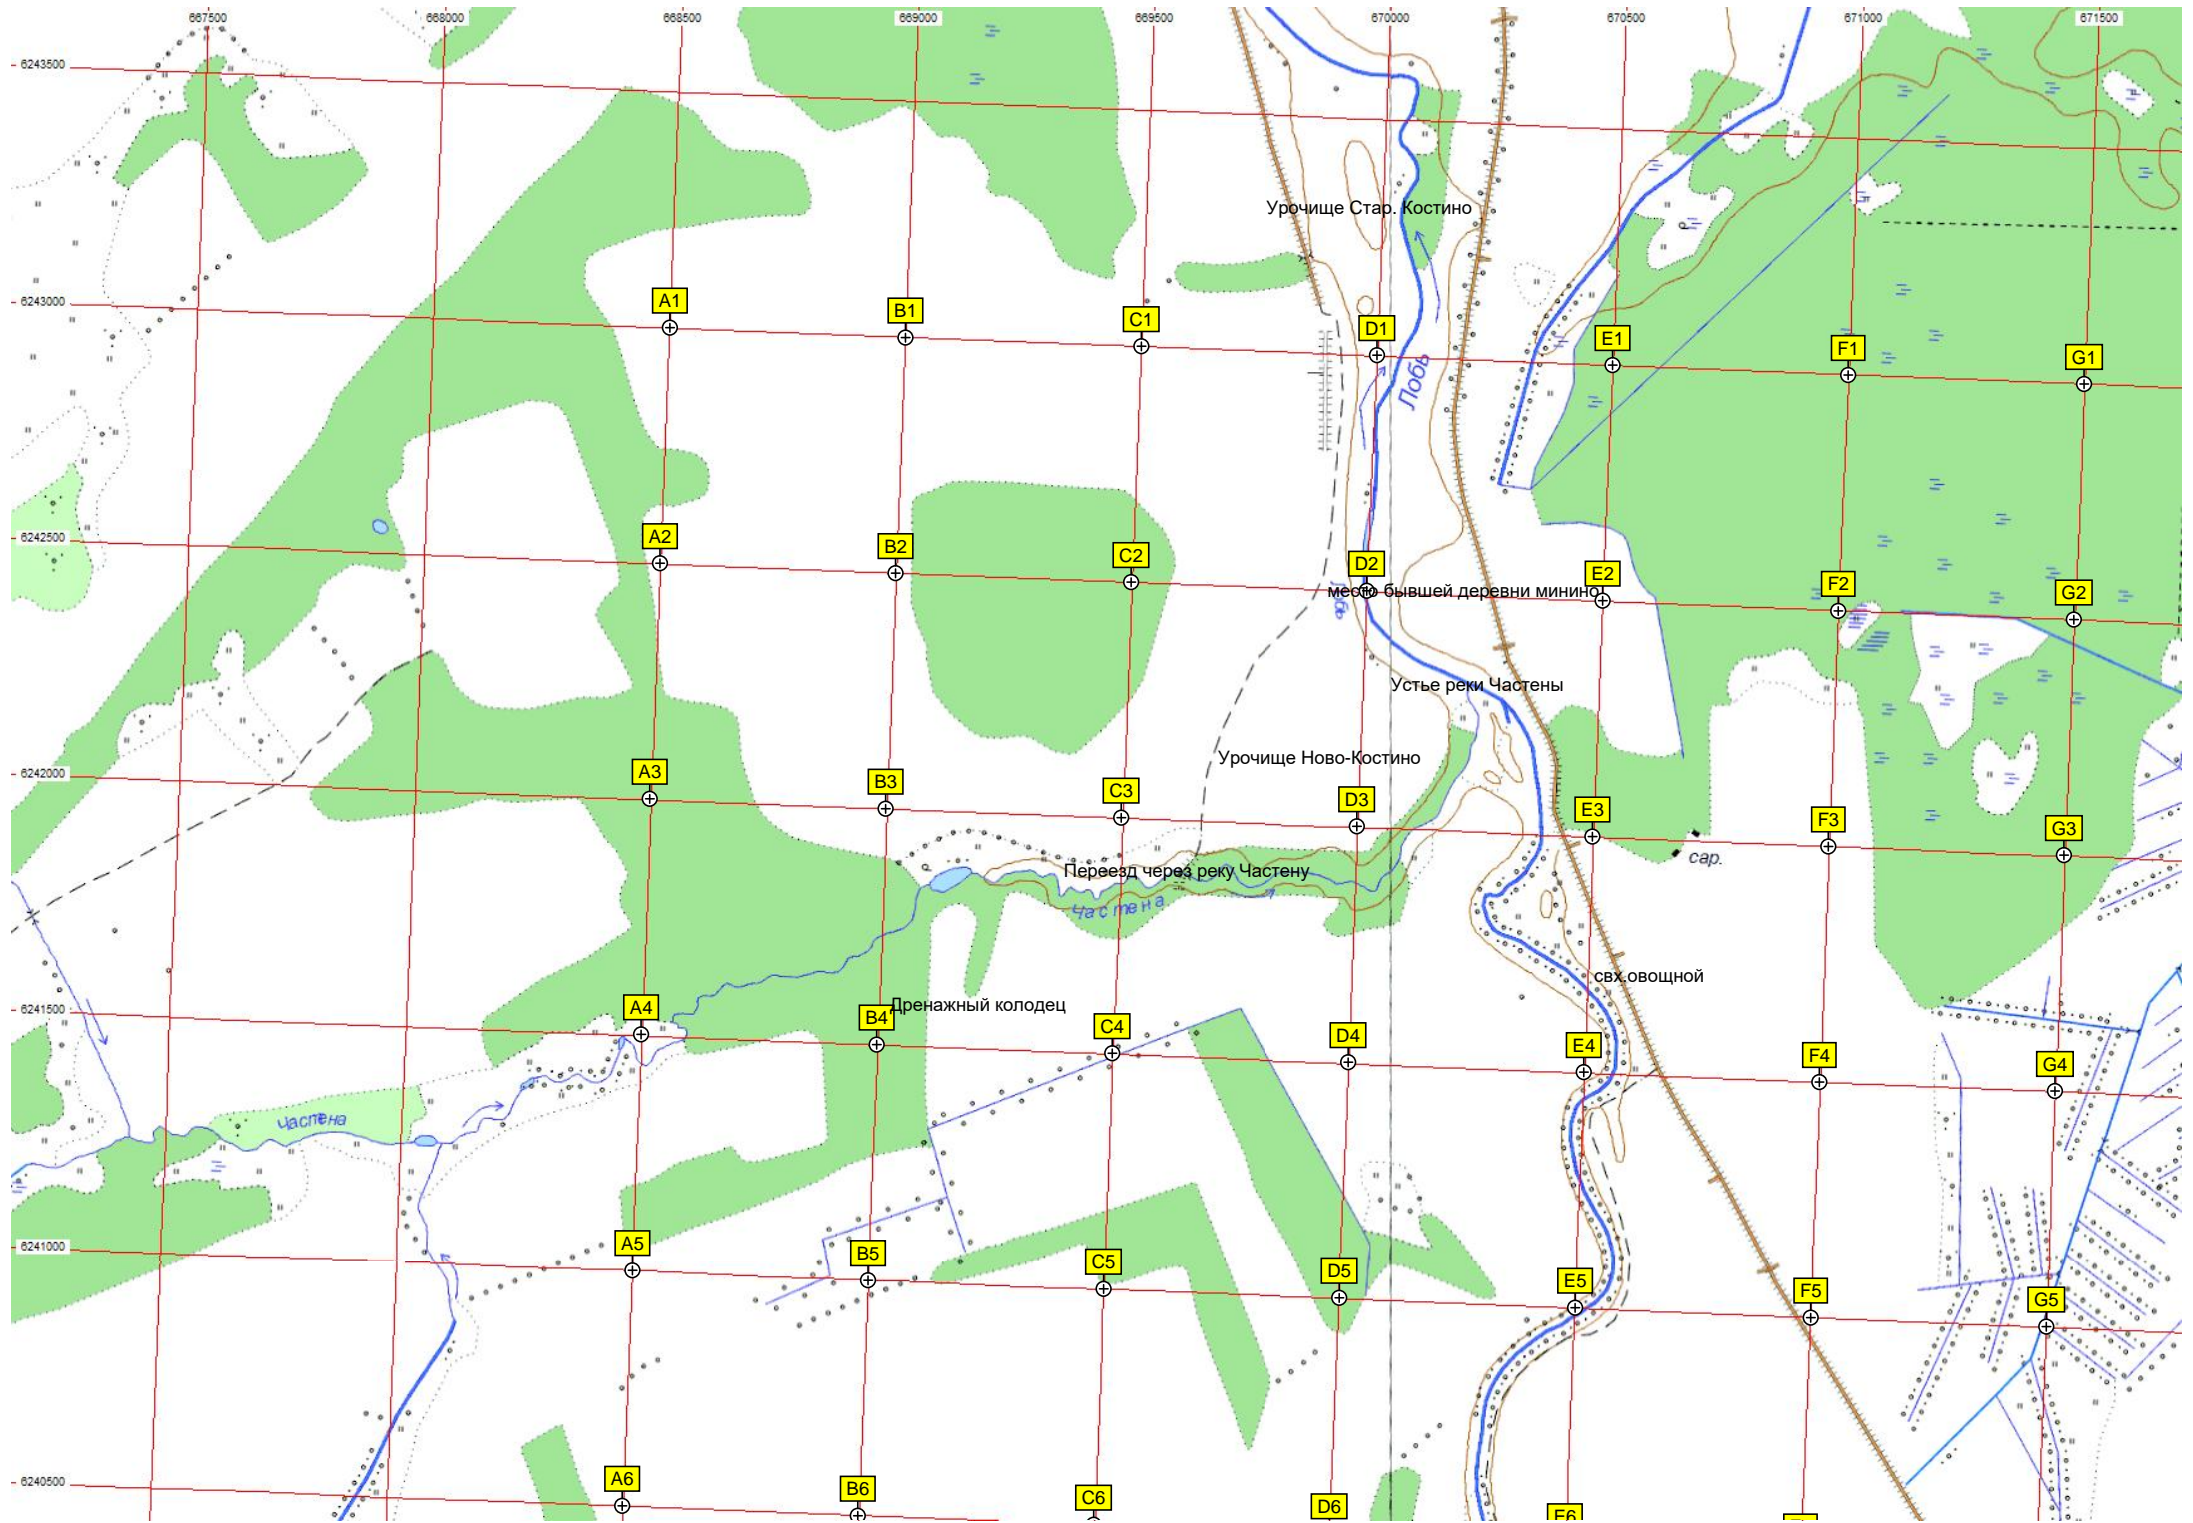 667500 668000 668500 669000 669500 670000 670500 671000 671500
6243500
Урочище Стар. Костино
6243000
A1 B1 C1 D1 E1 F1 G1
Лобь
6242500
A2 B2 C2 D2 E2 F2 G2
место бывшей деревни минино
Лобь
Устье реки Частены
Урочище Ново-Костино
6242000
A3 B3 C3 D3 E3 F3 G3
сар.
Переезд через реку Частену
Частена
свх.овощной
Дренажный колодец
6241500
A4 B4 C4 D4 E4 F4 G4
Частена
6241000
A5 B5 C5 D5 E5 F5 G5
6240500
A6 B6 C6 D6 E6